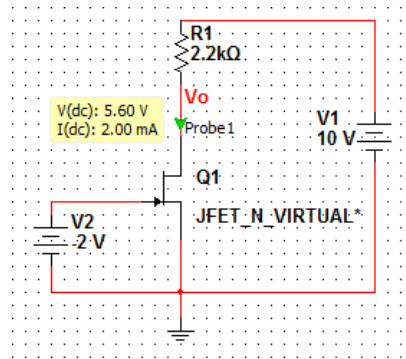 R1
2.2kΩ
Vo
V(dc): 5.60 V
I(dc): 2.00 mA
Probe1
V1
10 V
Q1
JFET_N_VIRTUAL*
V2
-2 V